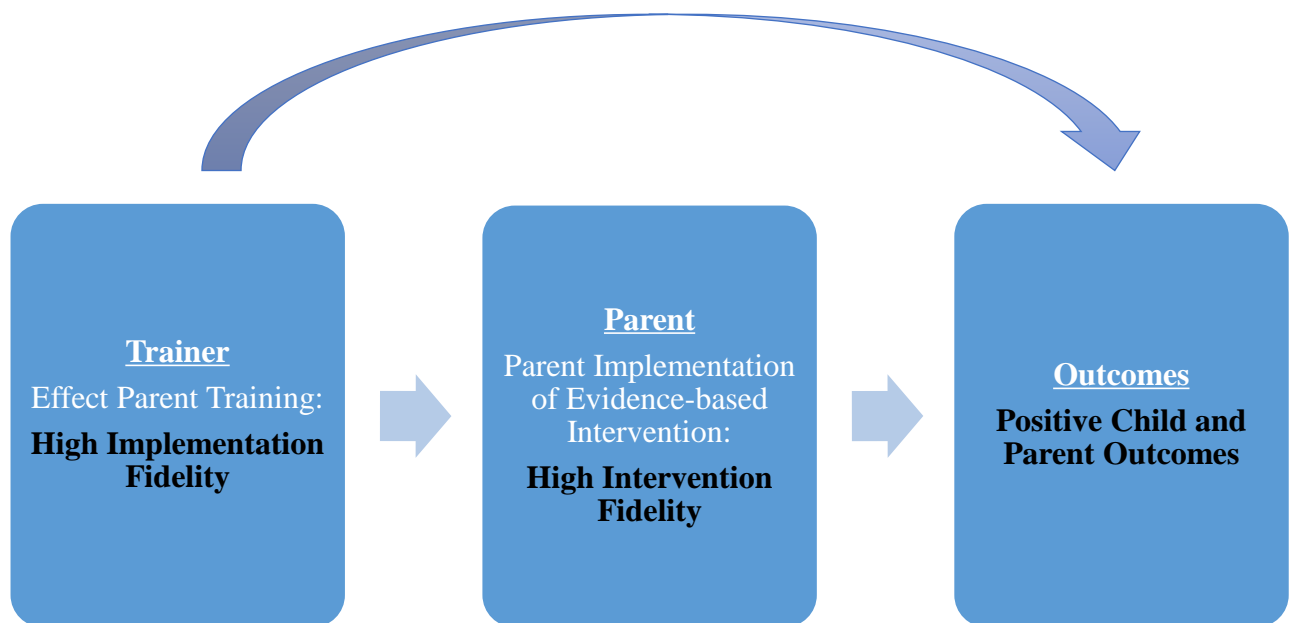 Trainer
Effect Parent Training:
High Implementation
Fidelity
Parent
Parent Implementation
of Evidence-based
Intervention:
High Intervention
Fidelity
Outcomes
Positive Child and
Parent Outcomes